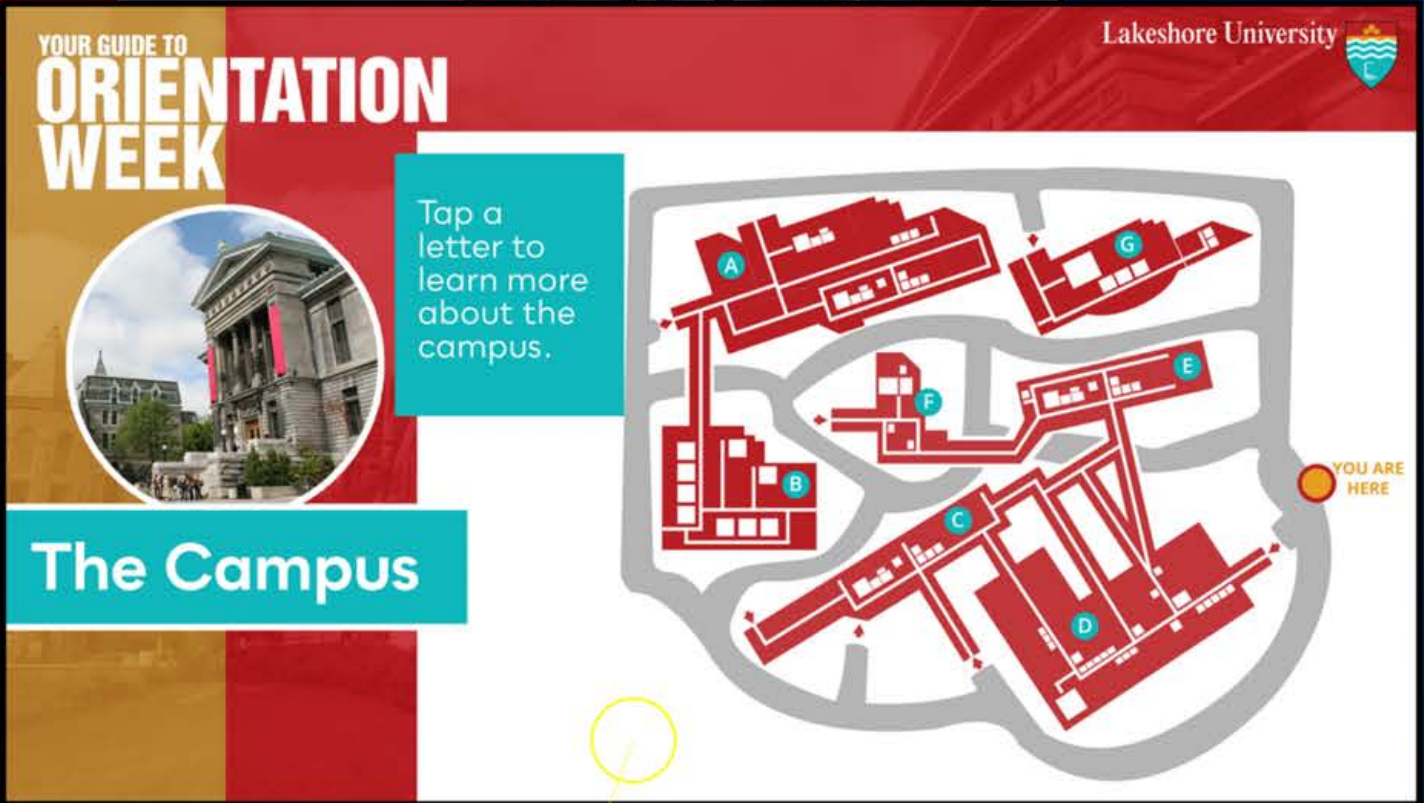 YOUR GUIDE TO
ORIENTATION
WEEK
Lakeshore University
Tap a
letter to
learn more
about the
campus.
The Campus
A
G
E
F
B
C
D
YOU ARE
HERE